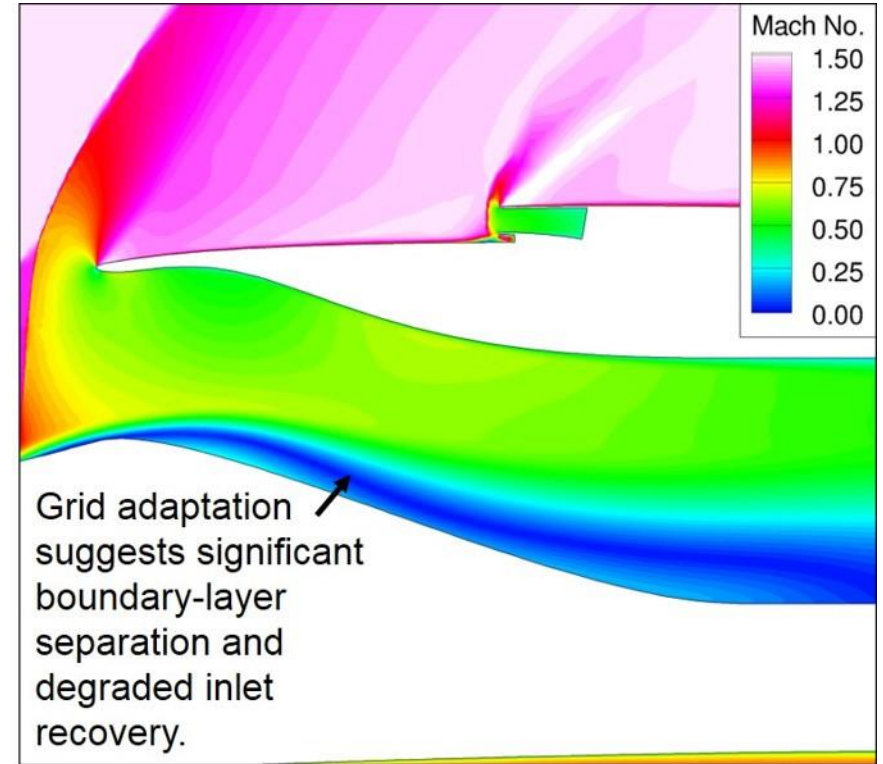 Mach No.
1.50
1.25
1.00
0.75
0.50
0.25
0.00
Grid adaptation
suggests significant
boundary-layer
separation and
degraded inlet
recovery.